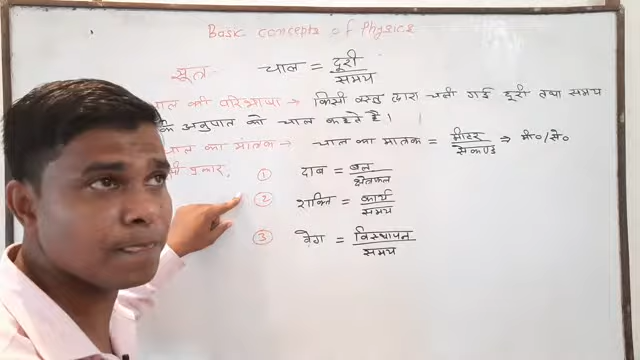 Basic concepts of Physics
सूत्र चाल = दूरी / समय
चाल की परिभाषा → किसी वस्तु द्वारा चली गई दूरी तथा समय
के अनुपात को चाल कहते है।
चाल का मात्रक → चाल का मात्रक = मीटर / सेकण्ड ⇒ मी०/से०
प्रकार, ① दाब = बल / क्षेत्रफल
② शक्ति = कार्य / समय
③ वेग = विस्थापन / समय